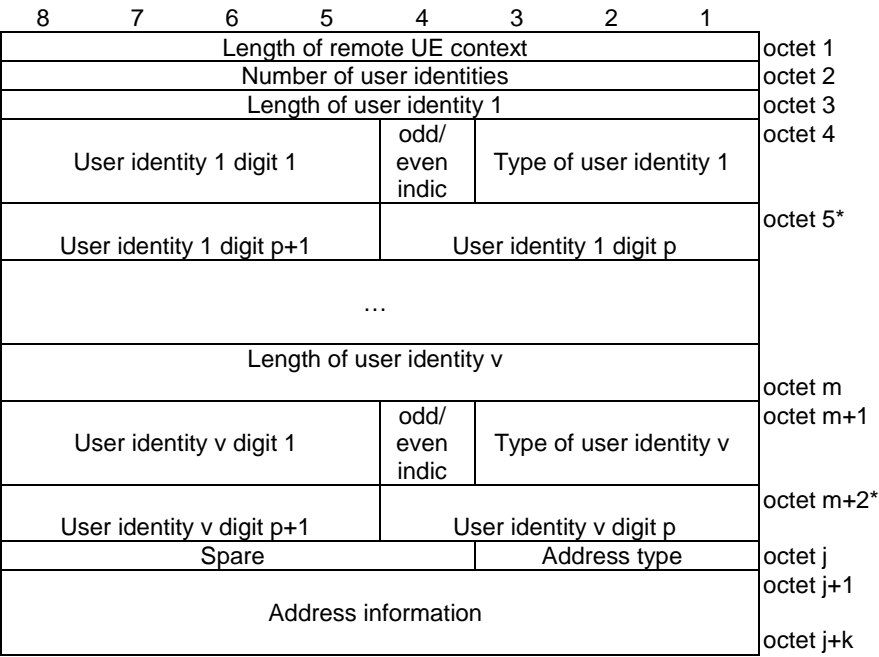 8 7 6 5 4 3 2 1
Length of remote UE context octet 1
Number of user identities octet 2
Length of user identity 1 octet 3
User identity 1 digit 1 odd/ even indic Type of user identity 1 octet 4
User identity 1 digit p+1 User identity 1 digit p octet 5*
…
Length of user identity v octet m
User identity v digit 1 odd/ even indic Type of user identity v octet m+1
User identity v digit p+1 User identity v digit p octet m+2*
Spare Address type octet j
Address information octet j+1
octet j+k